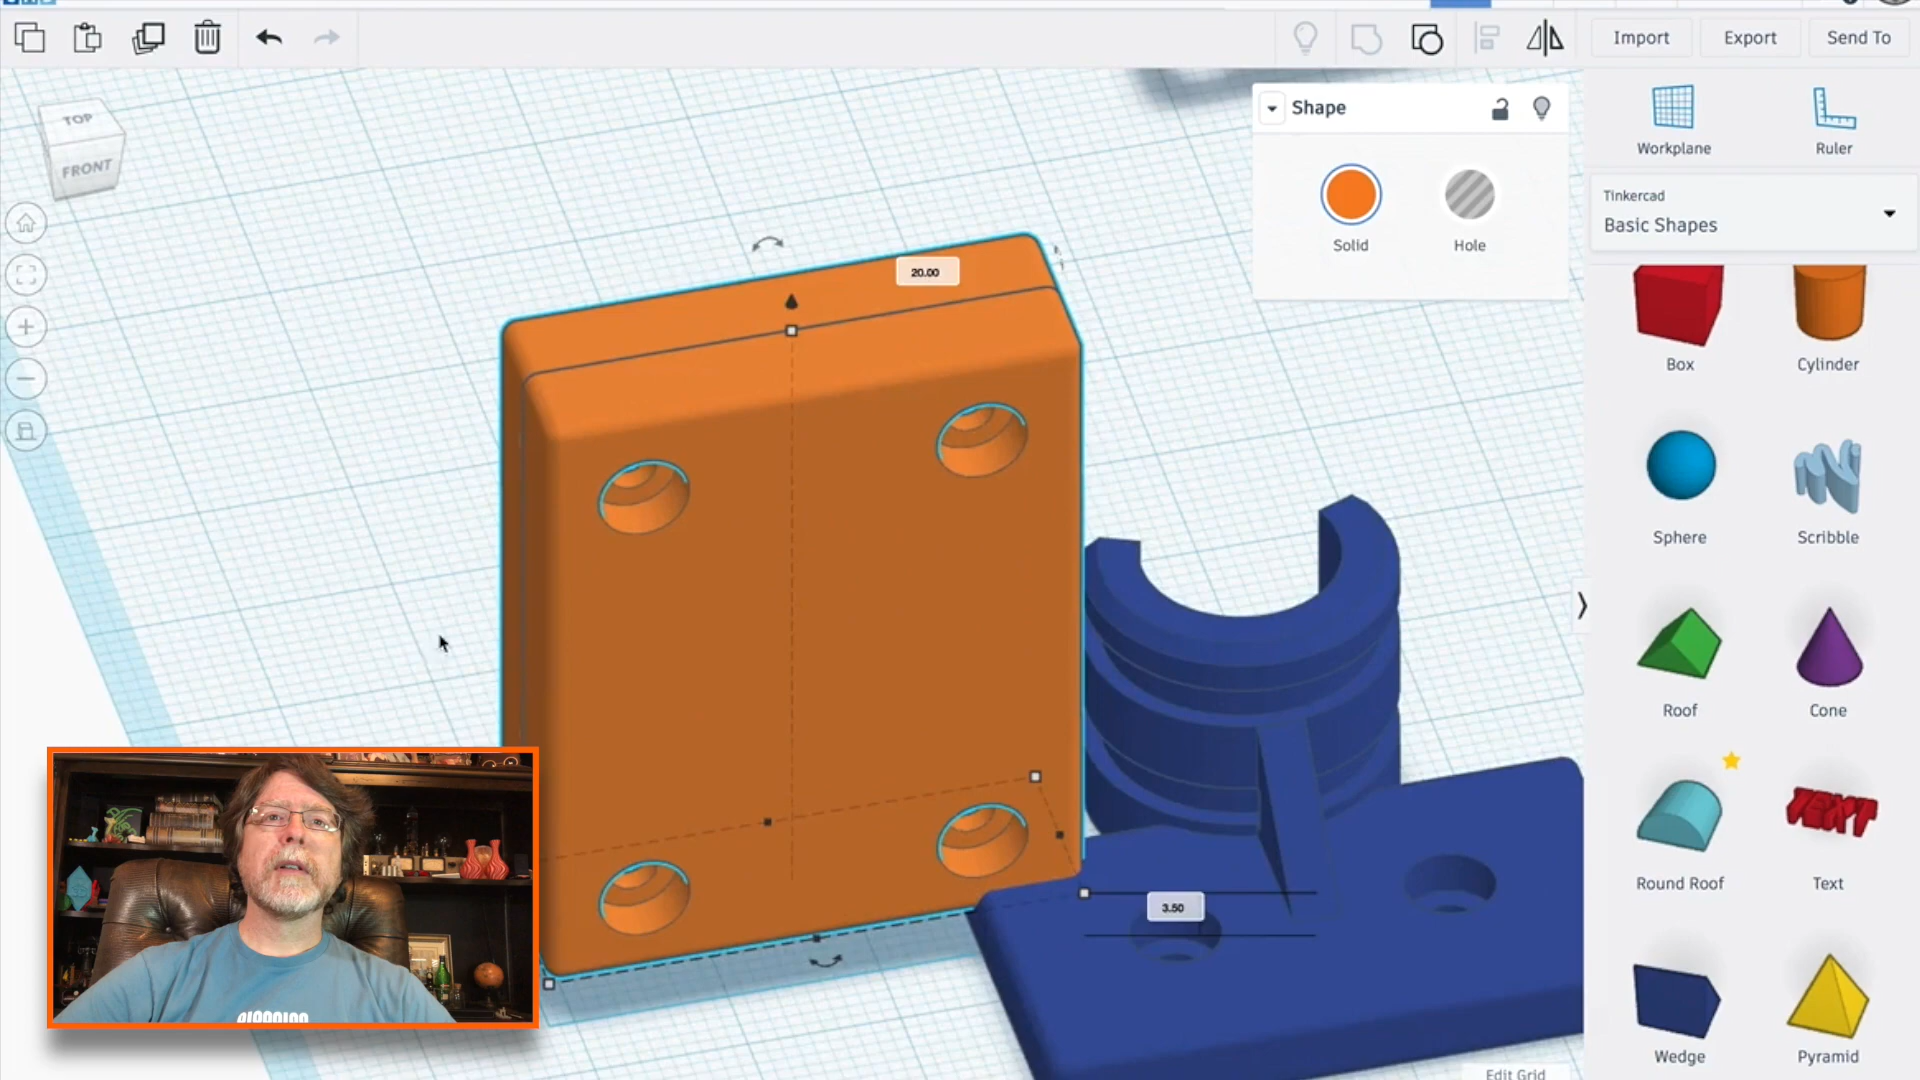 Import
Export
Send To
TOP
FRONT
Shape
Solid
Hole
Workplane
Ruler
Tinkercad
Basic Shapes
20.00
Box
Cylinder
Sphere
Scribble
Roof
Cone
TEXT
Round Roof
Text
3.50
Wedge
Pyramid
Edit Grid